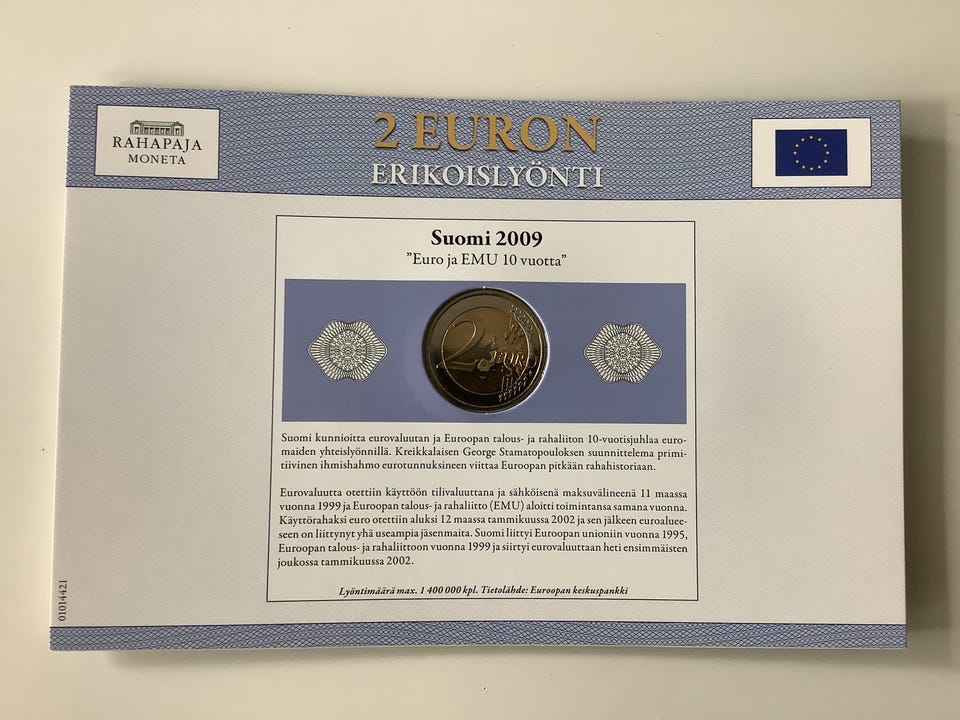 RAHAPAJA
MONETA
2 EURON
ERIKOISLYÖNTI
Suomi 2009
"Euro ja EMU 10 vuotta"
2 EURO
Suomi kunnioitta eurovaluutan ja Euroopan talous- ja rahaliiton 10-vuotisjuhlaa euro-
maiden yhteislyönnillä. Kreikkalaisen George Stamatopouloksen suunnittelema primi-
tiivinen ihmishahmo eurotunnuksineen viittaa Euroopan pitkään rahahistoriaan.
Eurovaluutta otettiin käyttöön tilivaluuttana ja sähköisenä maksuvälineenä 11 maassa
vuonna 1999 ja Euroopan talous- ja rahaliitto (EMU) aloitti toimintansa samana vuonna.
Käyttörahaksi euro otettiin aluksi 12 maassa tammikuussa 2002 ja sen jälkeen euroaluee-
seen on liittynyt yhä useampia jäsenmaita. Suomi liittyi Euroopan unioniin vuonna 1995,
Euroopan talous- ja rahaliittoon vuonna 1999 ja siirtyi eurovaluuttaan heti ensimmäisten
joukossa tammikuussa 2002.
Lyöntimäärä max. 1 400 000 kpl. Tietolähde: Euroopan keskuspankki
01014421